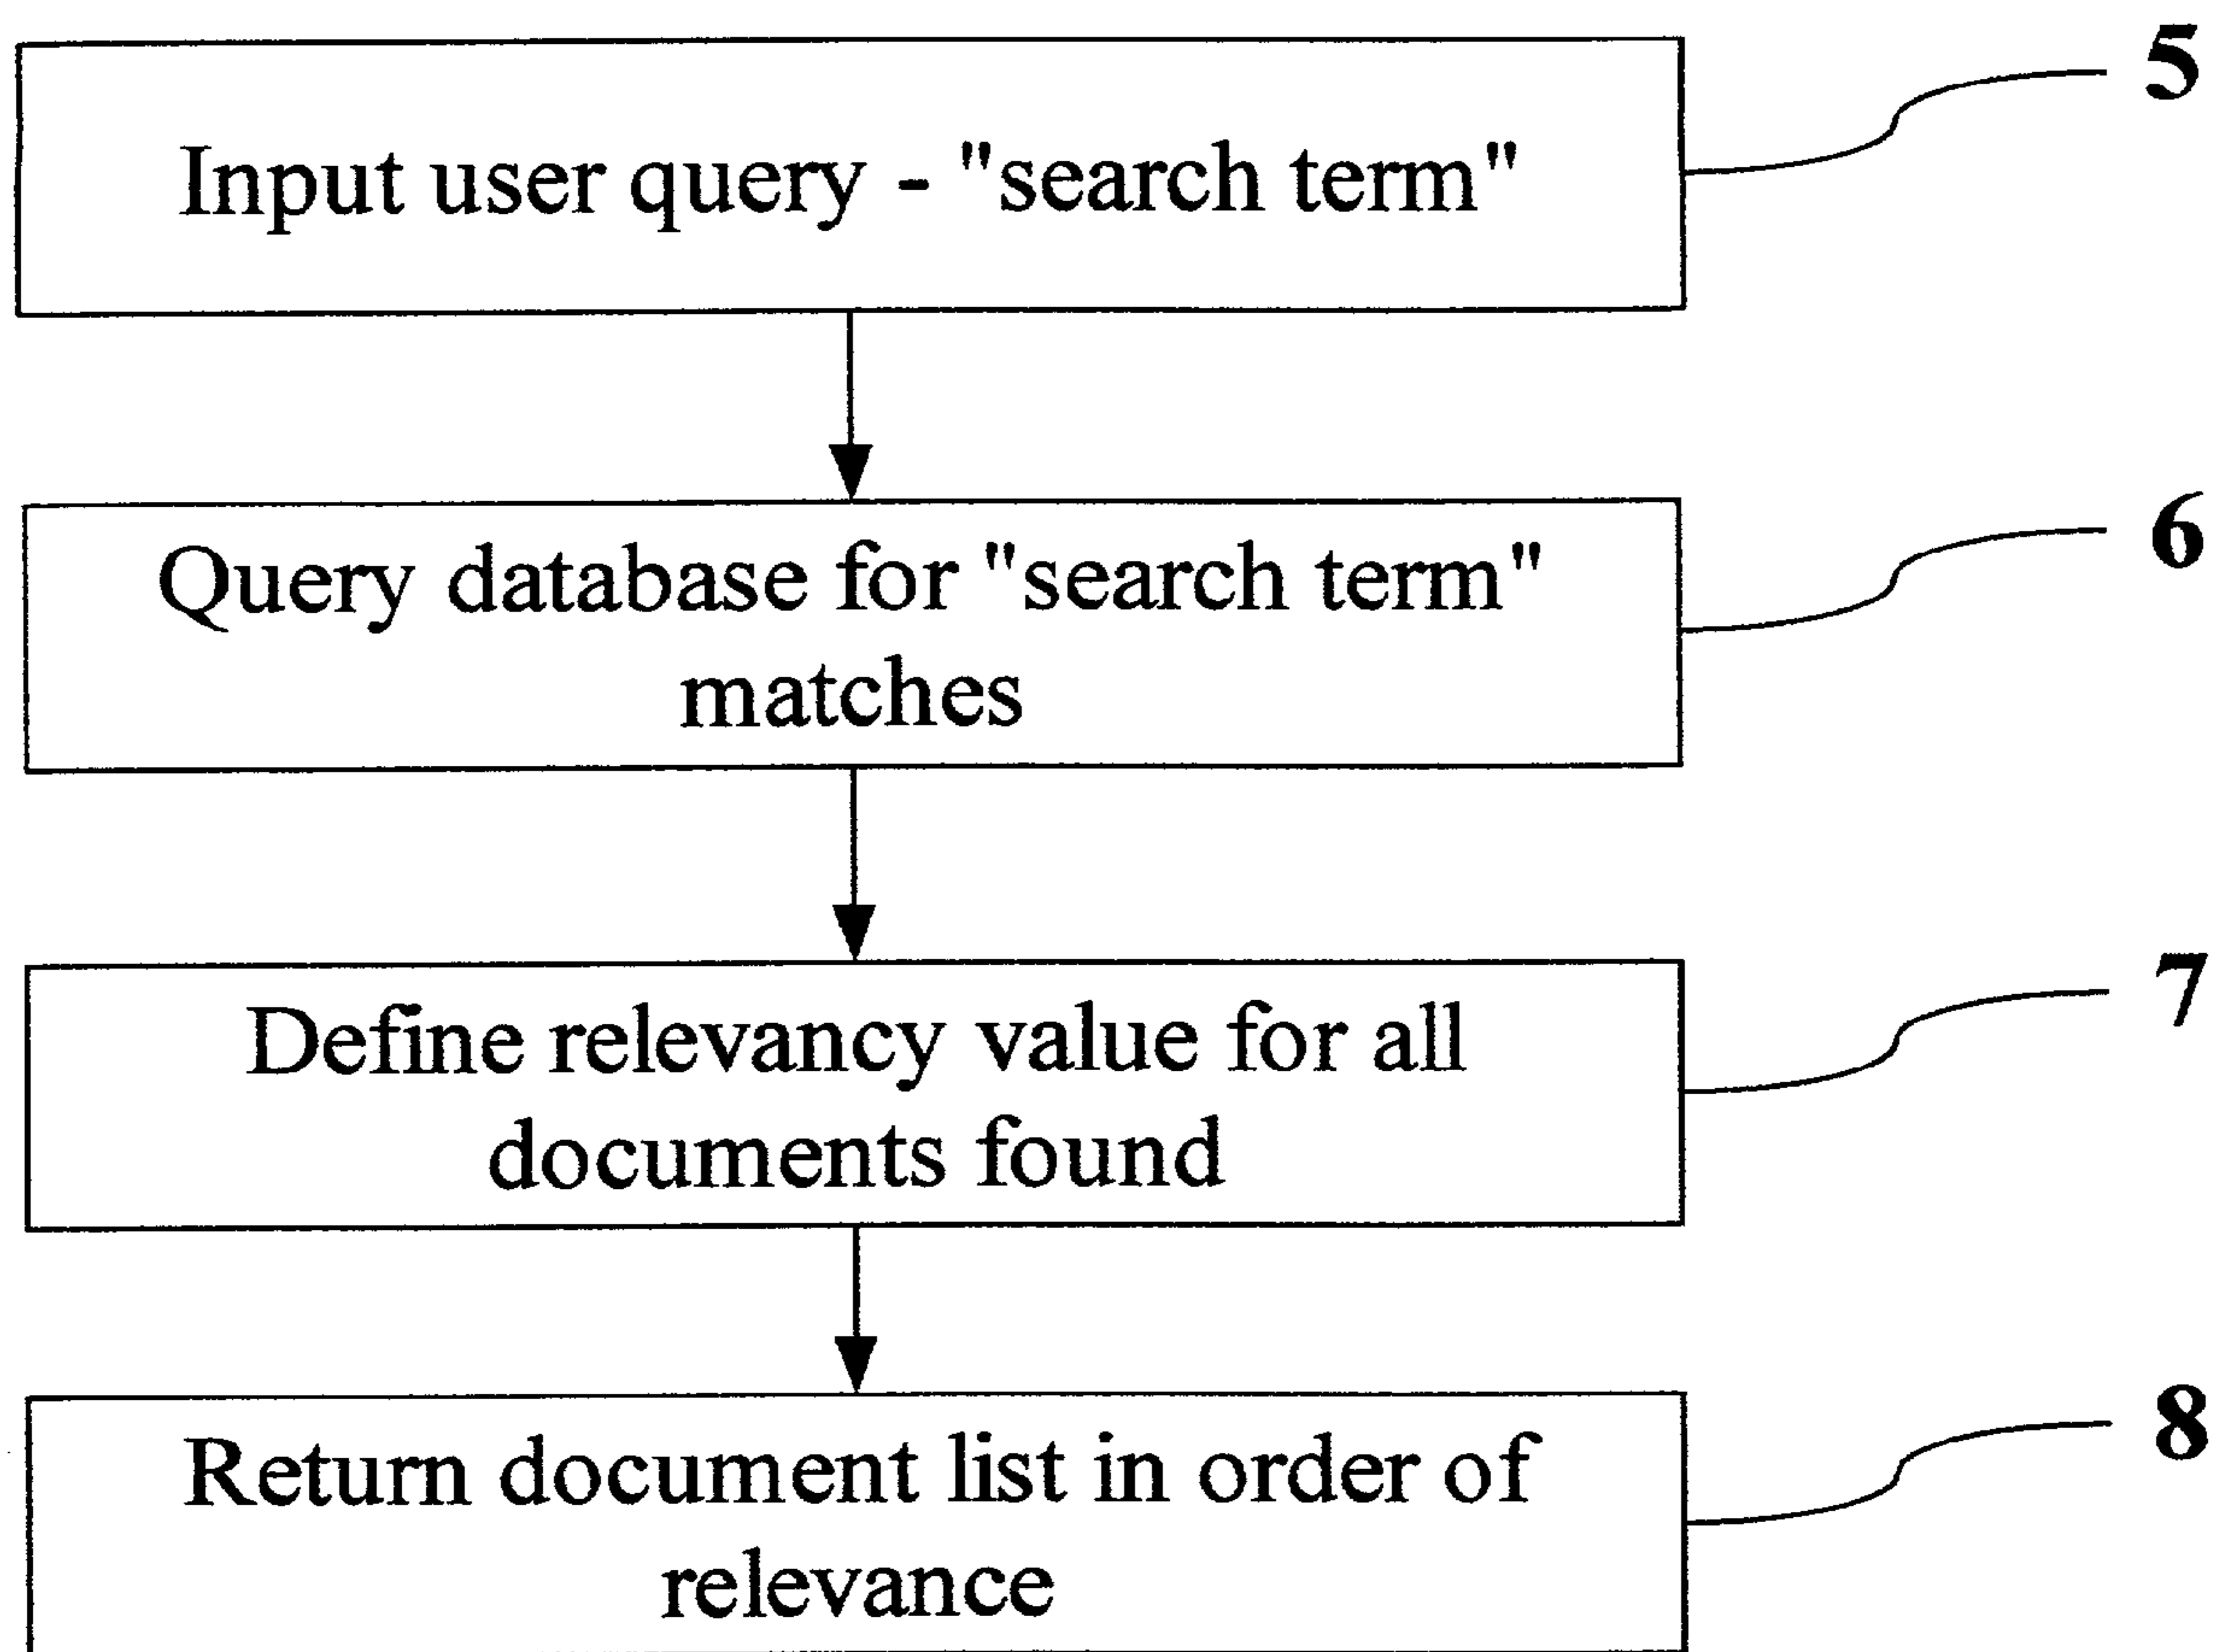 5
Input user query - "search term"
6
Query database for "search term"
matches
7
Define relevancy value for all
documents found
8
Return document list in order of
relevance